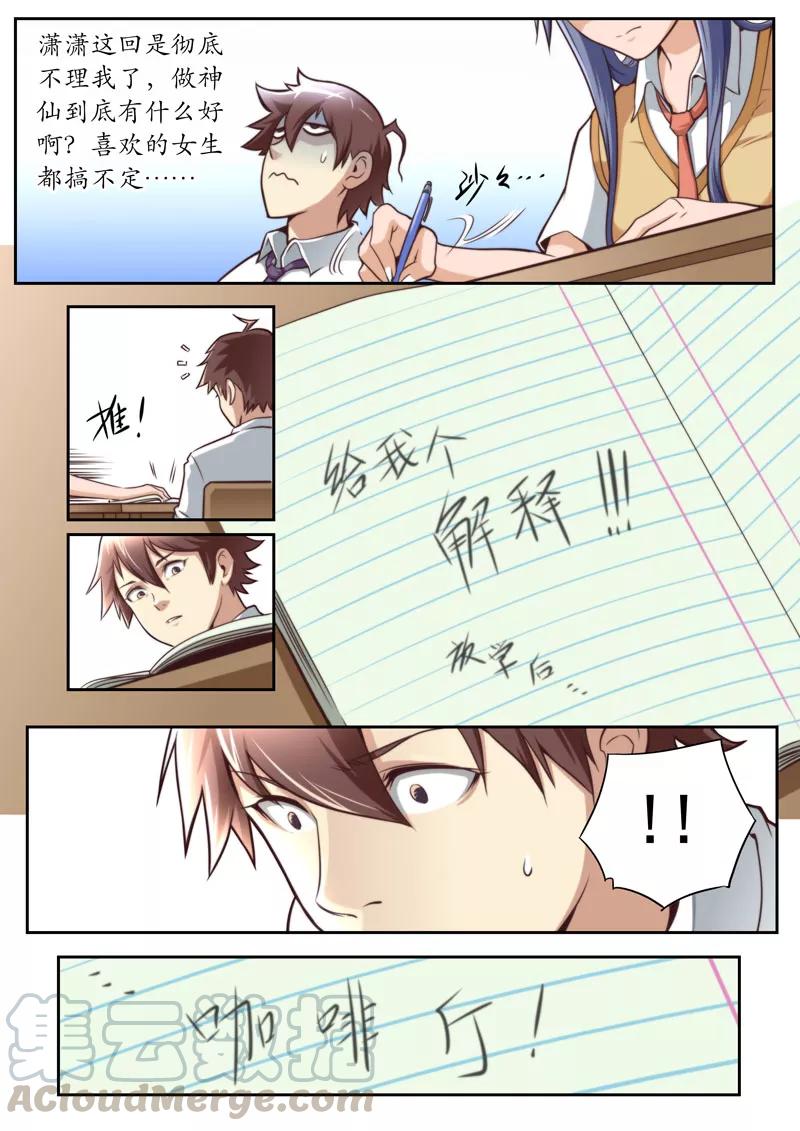 潇潇这回是彻底
不理我了，做神
仙到底有什么好
啊？喜欢的女生
都搞不定……
沙々…
推！
给我个
解释!!!
放学后…
!!
…咖啡厅！
集云数据
ACloudMerge.com